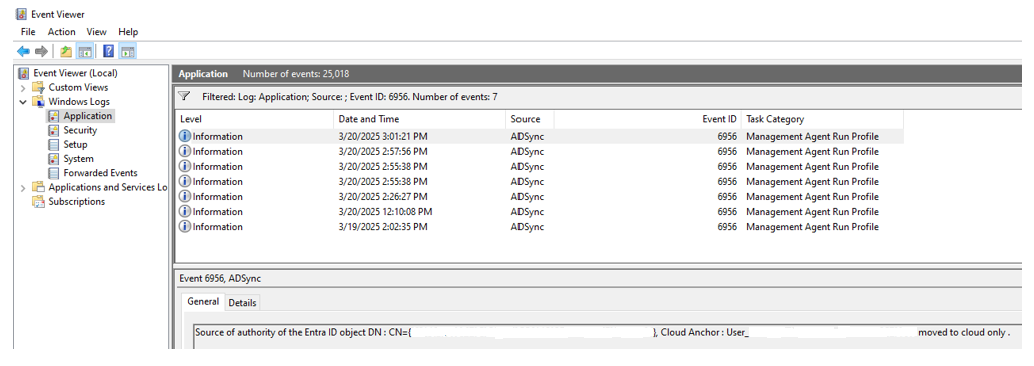 Event Viewer
File Action View Help
Event Viewer (Local)
Custom Views
Windows Logs
Application
Security
Setup
System
Forwarded Events
Applications and Services Lo
Subscriptions
Application Number of events: 25,018
Filtered: Log: Application; Source: ; Event ID: 6956. Number of events: 7
Level Date and Time Source Event ID Task Category
Information 3/20/2025 3:01:21 PM ADSync 6956 Management Agent Run Profile
Information 3/20/2025 2:57:56 PM ADSync 6956 Management Agent Run Profile
Information 3/20/2025 2:55:38 PM ADSync 6956 Management Agent Run Profile
Information 3/20/2025 2:55:38 PM ADSync 6956 Management Agent Run Profile
Information 3/20/2025 2:26:27 PM ADSync 6956 Management Agent Run Profile
Information 3/20/2025 12:10:08 PM ADSync 6956 Management Agent Run Profile
Information 3/19/2025 2:02:35 PM ADSync 6956 Management Agent Run Profile
Event 6956, ADSync
General Details
Source of authority of the Entra ID object DN : CN={ }, Cloud Anchor : User_ moved to cloud only .